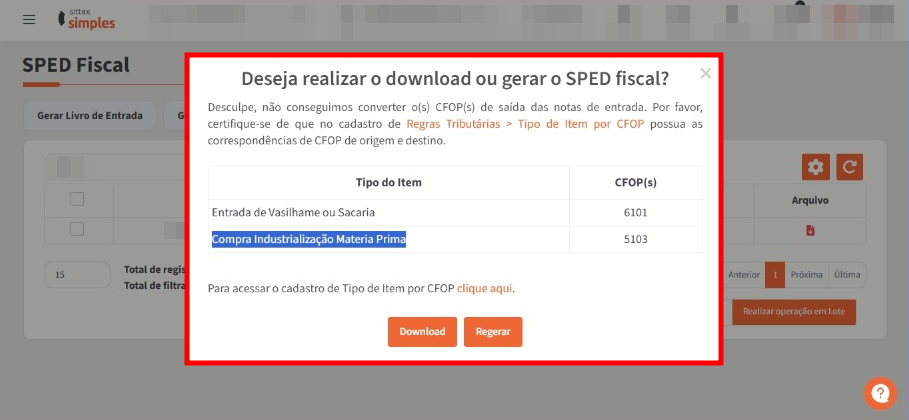 sittax
simples
SPED Fiscal
Gerar Livro de Entrada
G
Deseja realizar o download ou gerar o SPED fiscal?
Desculpe, não conseguimos converter o(s) CFOP(s) de saída das notas de entrada. Por favor,
certifique-se de que no cadastro de Regras Tributárias > Tipo de Item por CFOP possua as
correspondências de CFOP de origem e destino.
Tipo do Item CFOP(s)
Entrada de Vasilhame ou Sacaria 6101
Compra Industrialização Materia Prima 5103
Para acessar o cadastro de Tipo de Item por CFOP clique aqui.
Download Regerar
Arquivo
15
Total de regis
Total de filtra
Anterior 1 Próxima Última
Realizar operação em Lote